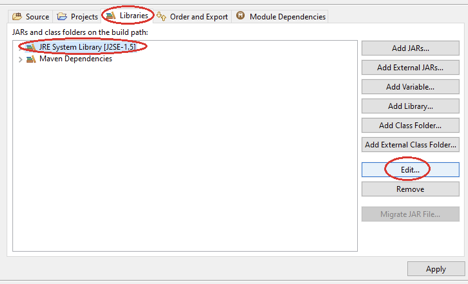 Source Projects Libraries Order and Export Module Dependencies
JARs and class folders on the build path:
JRE System Library [J2SE-1.5]
Maven Dependencies
Add JARs...
Add External JARs...
Add Variable...
Add Library...
Add Class Folder...
Add External Class Folder...
Edit...
Remove
Migrate JAR File...
Apply